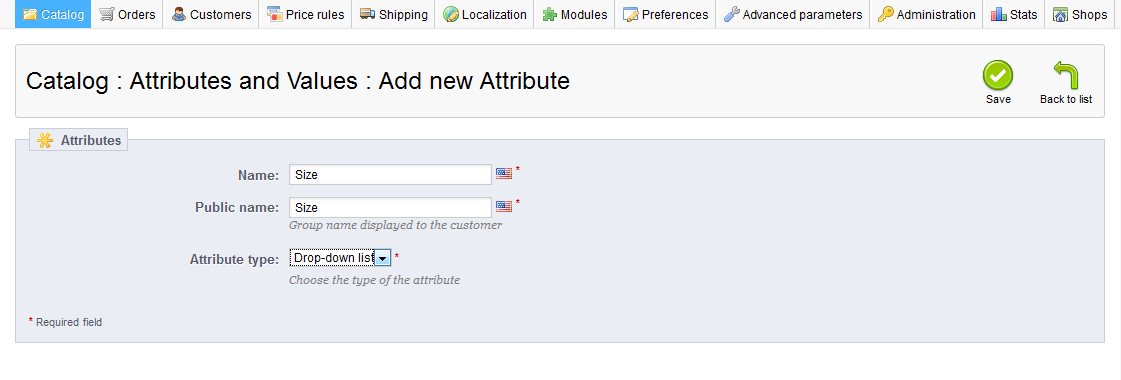 Catalog Orders Customers Price rules Shipping Localization Modules Preferences Advanced parameters Administration Stats Shops
Catalog : Attributes and Values : Add new Attribute
Save Back to list
Attributes
Name: Size *
Public name: Size *
Group name displayed to the customer
Attribute type: Drop-down list *
Choose the type of the attribute
* Required field